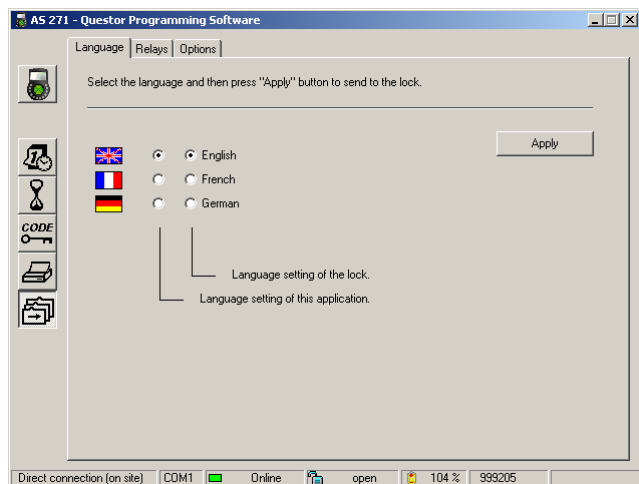 AS 271 - Questor Programming Software
Language Relays Options
Select the language and then press "Apply" button to send to the lock.
Apply
English
French
German
CODE
Language setting of the lock.
Language setting of this application.
Direct connection (on site) COM1 Online open 104 % 999205